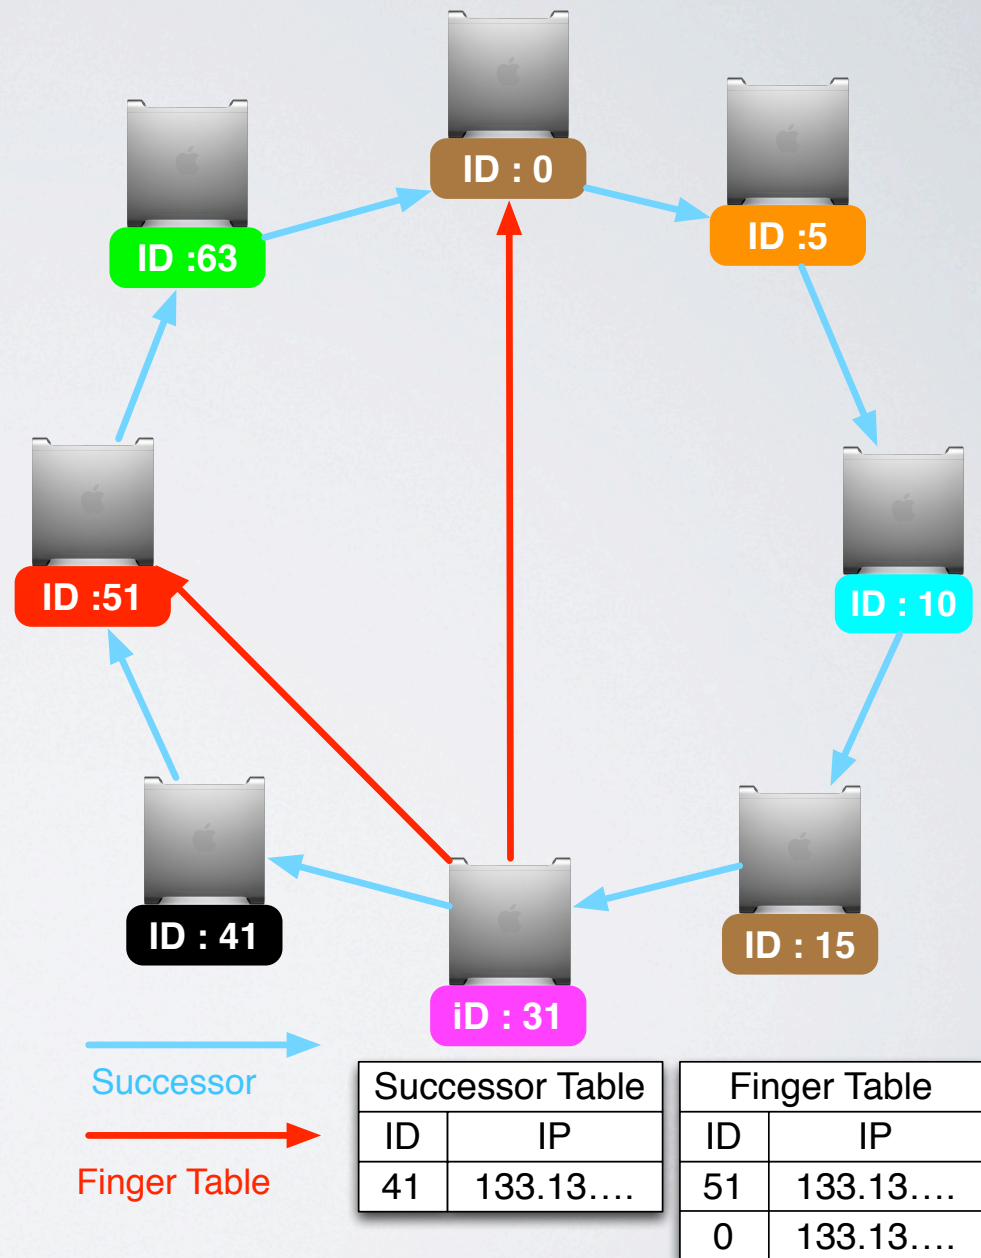 ID : 0
ID :5
ID :63
ID :51
ID : 10
ID : 41
ID : 15
iD : 31
Successor
Finger Table
Successor Table
ID IP
41 133.13....
Finger Table
ID IP
51 133.13....
0 133.13....